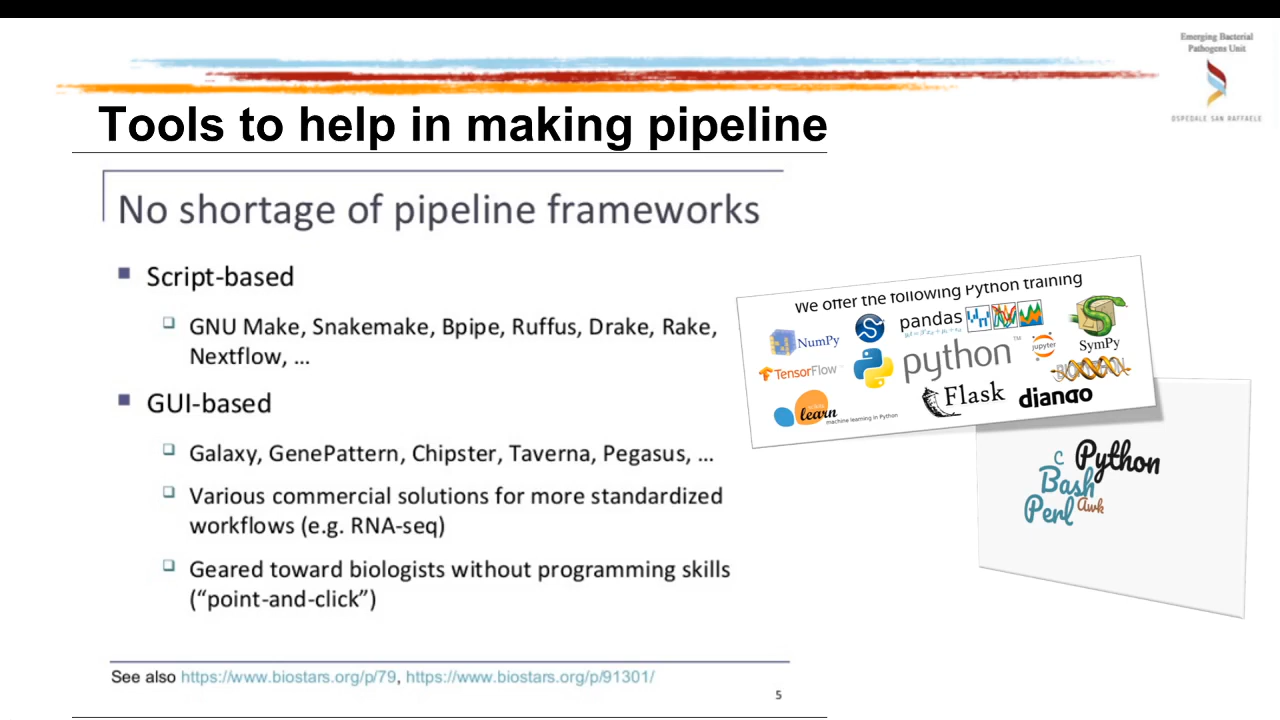 Emerging Bacterial
Pathogens Unit
OSPEDALE SAN RAFFAELE
Tools to help in making pipeline
No shortage of pipeline frameworks
Script-based
GNU Make, Snakemake, Bpipe, Ruffus, Drake, Rake,
Nextflow, ...
GUI-based
Galaxy, GenePattern, Chipster, Taverna, Pegasus, ...
Various commercial solutions for more standardized
workflows (e.g. RNA-seq)
Geared toward biologists without programming skills
(“point-and-click”)
See also https://www.biostars.org/p/79, https://www.biostars.org/p/91301/
5
We offer the following Python training
NumPy
pandas
SymPy
TensorFlow
python™
jupyter
learn
machine learning in Python
Flask
django
C
Python
Bash
Perl
Awk